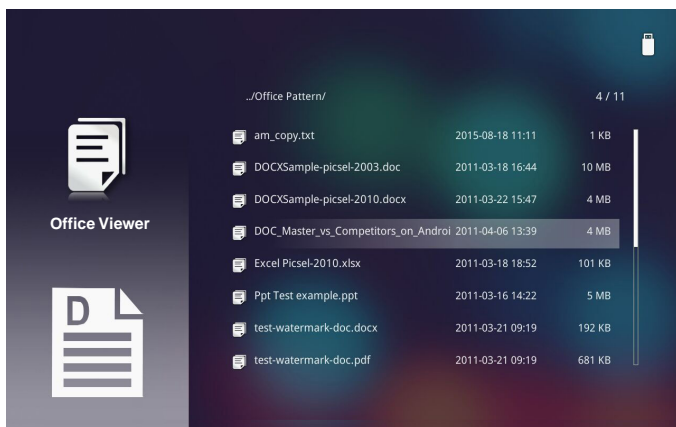 ../Office Pattern/ 4 / 11
am_copy.txt 2015-08-18 11:11 1 KB
DOCXSample-picsel-2003.doc 2011-03-18 16:44 10 MB
DOCXSample-picsel-2010.docx 2011-03-22 15:47 4 MB
Office Viewer
DOC_Master_vs_Competitors_on_Androi 2011-04-06 13:39 4 MB
Excel Picsel-2010.xlsx 2011-03-18 18:52 101 KB
Ppt Test example.ppt 2011-03-16 14:22 5 MB
D
test-watermark-doc.docx 2011-03-21 09:19 192 KB
test-watermark-doc.pdf 2011-03-21 09:19 681 KB